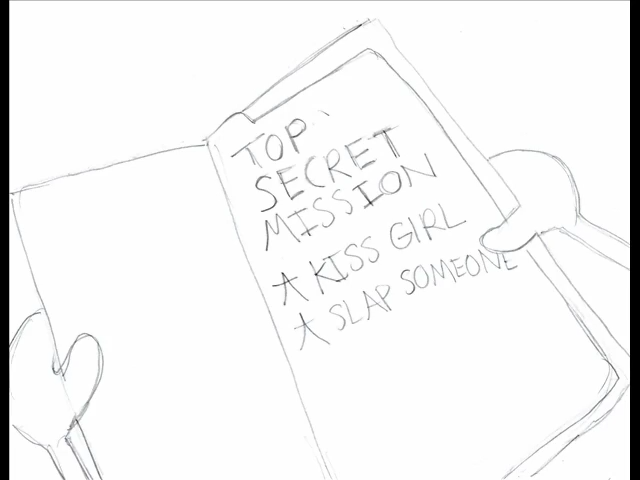 TOP
SECRET
MISSION
★ KISS GIRL
★ SLAP SOMEONE